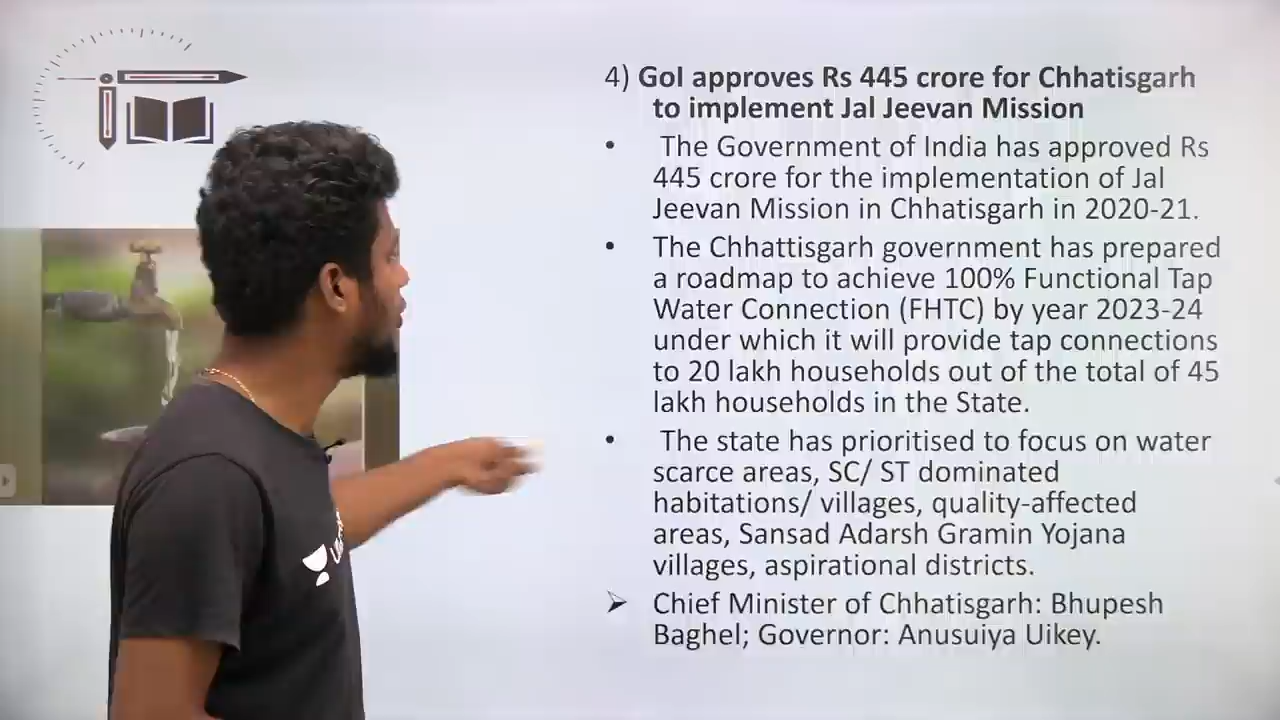 4) GoI approves Rs 445 crore for Chhatisgarh
to implement Jal Jeevan Mission
• The Government of India has approved Rs
445 crore for the implementation of Jal
Jeevan Mission in Chhatisgarh in 2020-21.
• The Chhattisgarh government has prepared
a roadmap to achieve 100% Functional Tap
Water Connection (FHTC) by year 2023-24
under which it will provide tap connections
to 20 lakh households out of the total of 45
lakh households in the State.
• The state has prioritised to focus on water
scarce areas, SC/ ST dominated
habitations/ villages, quality-affected
areas, Sansad Adarsh Gramin Yojana
villages, aspirational districts.
➢ Chief Minister of Chhatisgarh: Bhupesh
Baghel; Governor: Anusuiya Uikey.